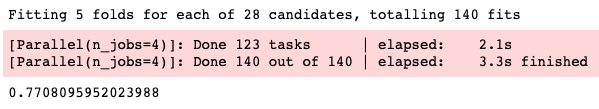 Fitting 5 folds for each of 28 candidates, totalling 140 fits
[Parallel(n_jobs=4)]: Done 123 tasks | elapsed: 2.1s
[Parallel(n_jobs=4)]: Done 140 out of 140 | elapsed: 3.3s finished
0.7708095952023988